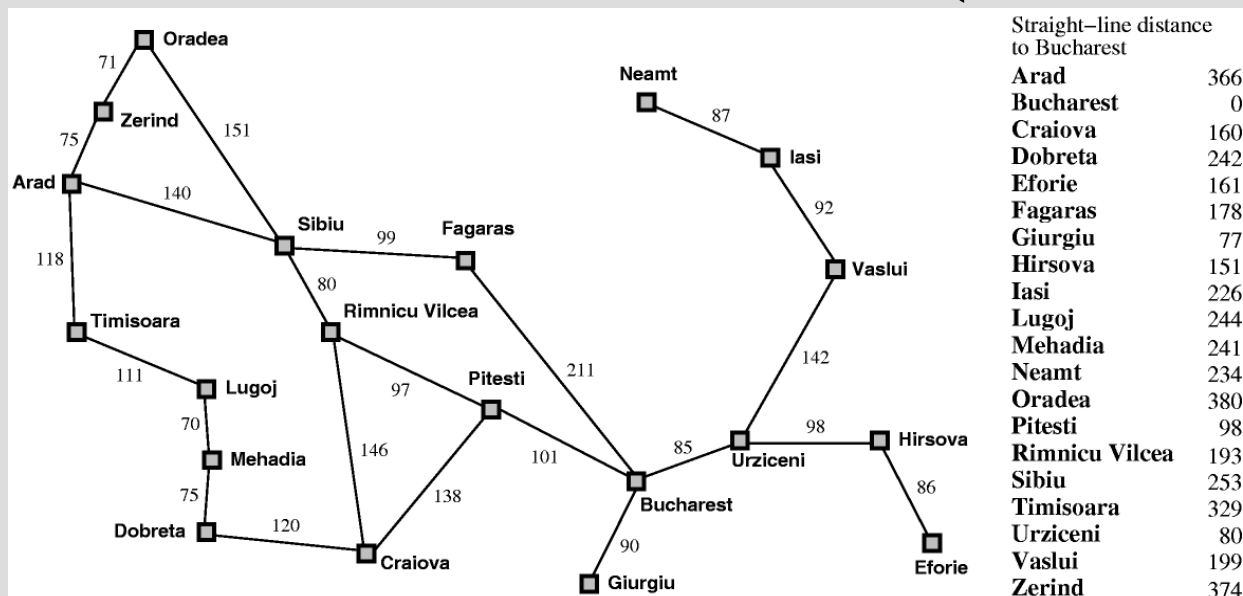 Oradea
71
Neamt
Zerind
87
151
75
Iasi
Arad
140
92
Sibiu
Fagaras
99
118
Vaslui
80
Timisoara
Rimnicu Vilcea
142
111
211
Lugoj
97
Pitesti
70
98
Hirsova
146
101
85
Urziceni
Mehadia
86
75
138
Bucharest
Dobreta
120
90
Craiova
Eforie
Giurgiu
Straight–line distance
to Bucharest
Arad 366
Bucharest 0
Craiova 160
Dobreta 242
Eforie 161
Fagaras 178
Giurgiu 77
Hirsova 151
Iasi 226
Lugoj 244
Mehadia 241
Neamt 234
Oradea 380
Pitesti 98
Rimnicu Vilcea 193
Sibiu 253
Timisoara 329
Urziceni 80
Vaslui 199
Zerind 374